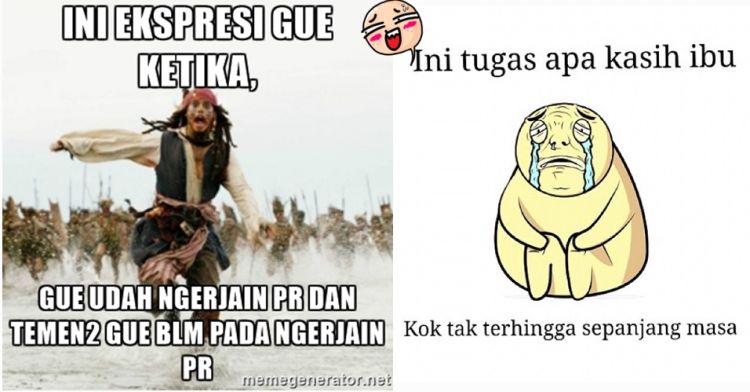 INI EKSPRESI GUE
KETIKA,
GUE UDAH NGERJAIN PR DAN
TEMEN2 GUE BLM PADA NGERJAIN
PR
memegenerator.net
Ini tugas apa kasih ibu
Kok tak terhingga sepanjang masa